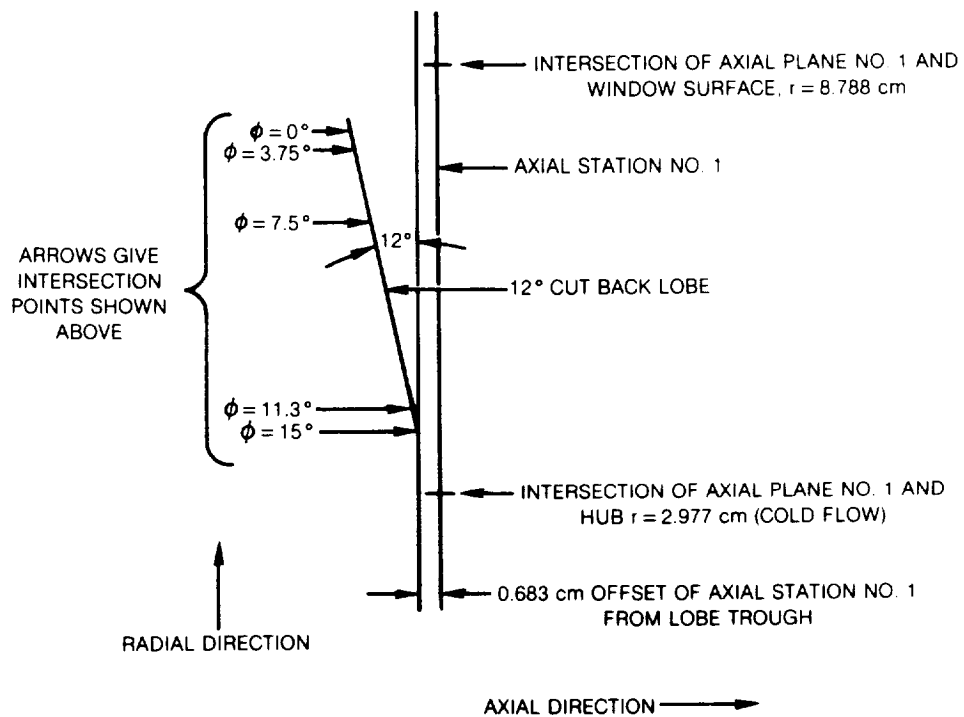 INTERSECTION OF AXIAL PLANE NO. 1 AND
WINDOW SURFACE, r = 8.788 cm
ϕ = 0°
ϕ = 3.75°
AXIAL STATION NO. 1
ϕ = 7.5°
12°
ARROWS GIVE
INTERSECTION
POINTS SHOWN
ABOVE
12° CUT BACK LOBE
ϕ = 11.3°
ϕ = 15°
INTERSECTION OF AXIAL PLANE NO. 1 AND
HUB r = 2.977 cm (COLD FLOW)
0.683 cm OFFSET OF AXIAL STATION NO. 1
FROM LOBE TROUGH
RADIAL DIRECTION
AXIAL DIRECTION